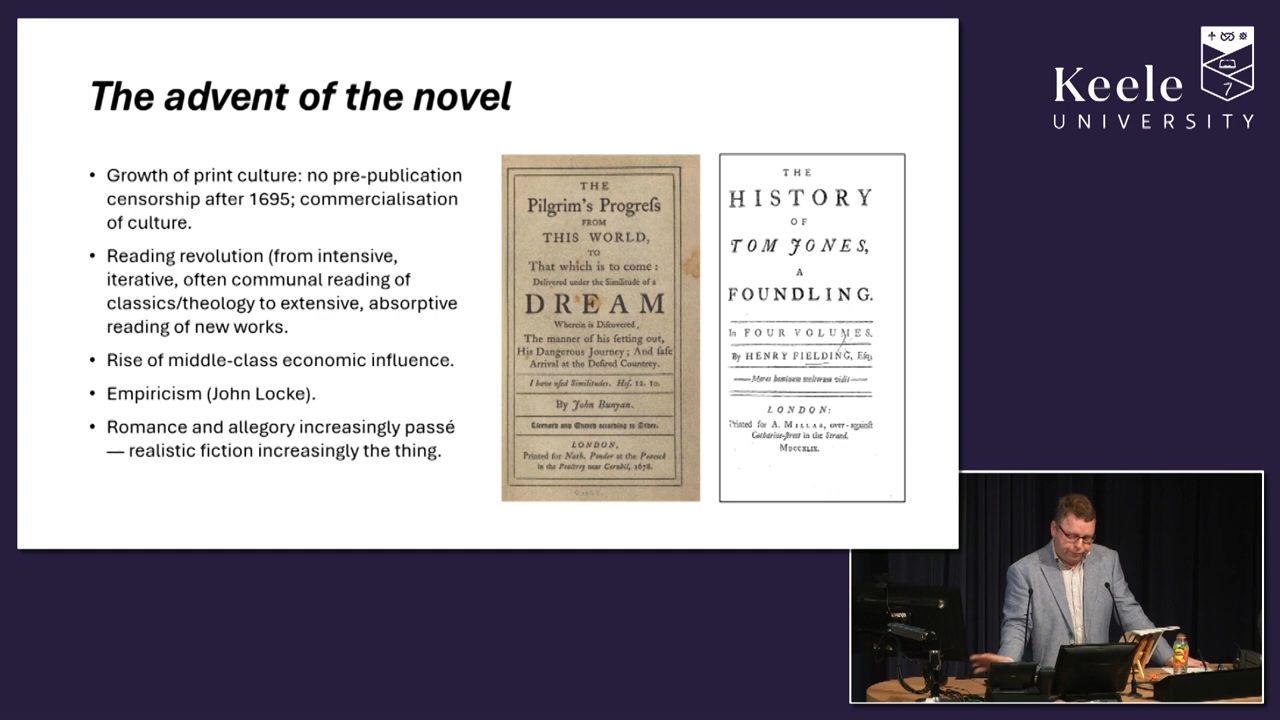 The advent of the novel
• Growth of print culture: no pre-publication
censorship after 1695; commercialisation
of culture.
• Reading revolution (from intensive,
iterative, often communal reading of
classics/theology to extensive, absorptive
reading of new works.
• Rise of middle-class economic influence.
• Empiricism (John Locke).
• Romance and allegory increasingly passé
— realistic fiction increasingly the thing.
THE
Pilgrim's Progreſs
FROM
THIS WORLD,
TO
That which is to come:
Delivered under the Similitude of a
DREAM
Wherein is Diſcovered,
The manner of his ſetting out,
His Dangerous Journey; And ſafe
Arrival at the Deſired Countrey.
I have uſed Similitudes. Hoſ. 12. 10.
By John Bunyan.
Licensed and Entred according to Order.
LONDON,
Printed for Nath. Ponder at the Peacock
in the Poultrey near Cornhil, 1678.
THE
HISTORY
OF
TOM JONES,
A
FOUNDLING.
In FOUR VOLUMES.
By HENRY FIELDING, Eſq;
—Mores hominum multorum vidit—
LONDON:
Printed for A. MILLAR, over-againſt
Catharine-ſtreet in the Strand.
MDCCXLIX.
Keele
UNIVERSITY